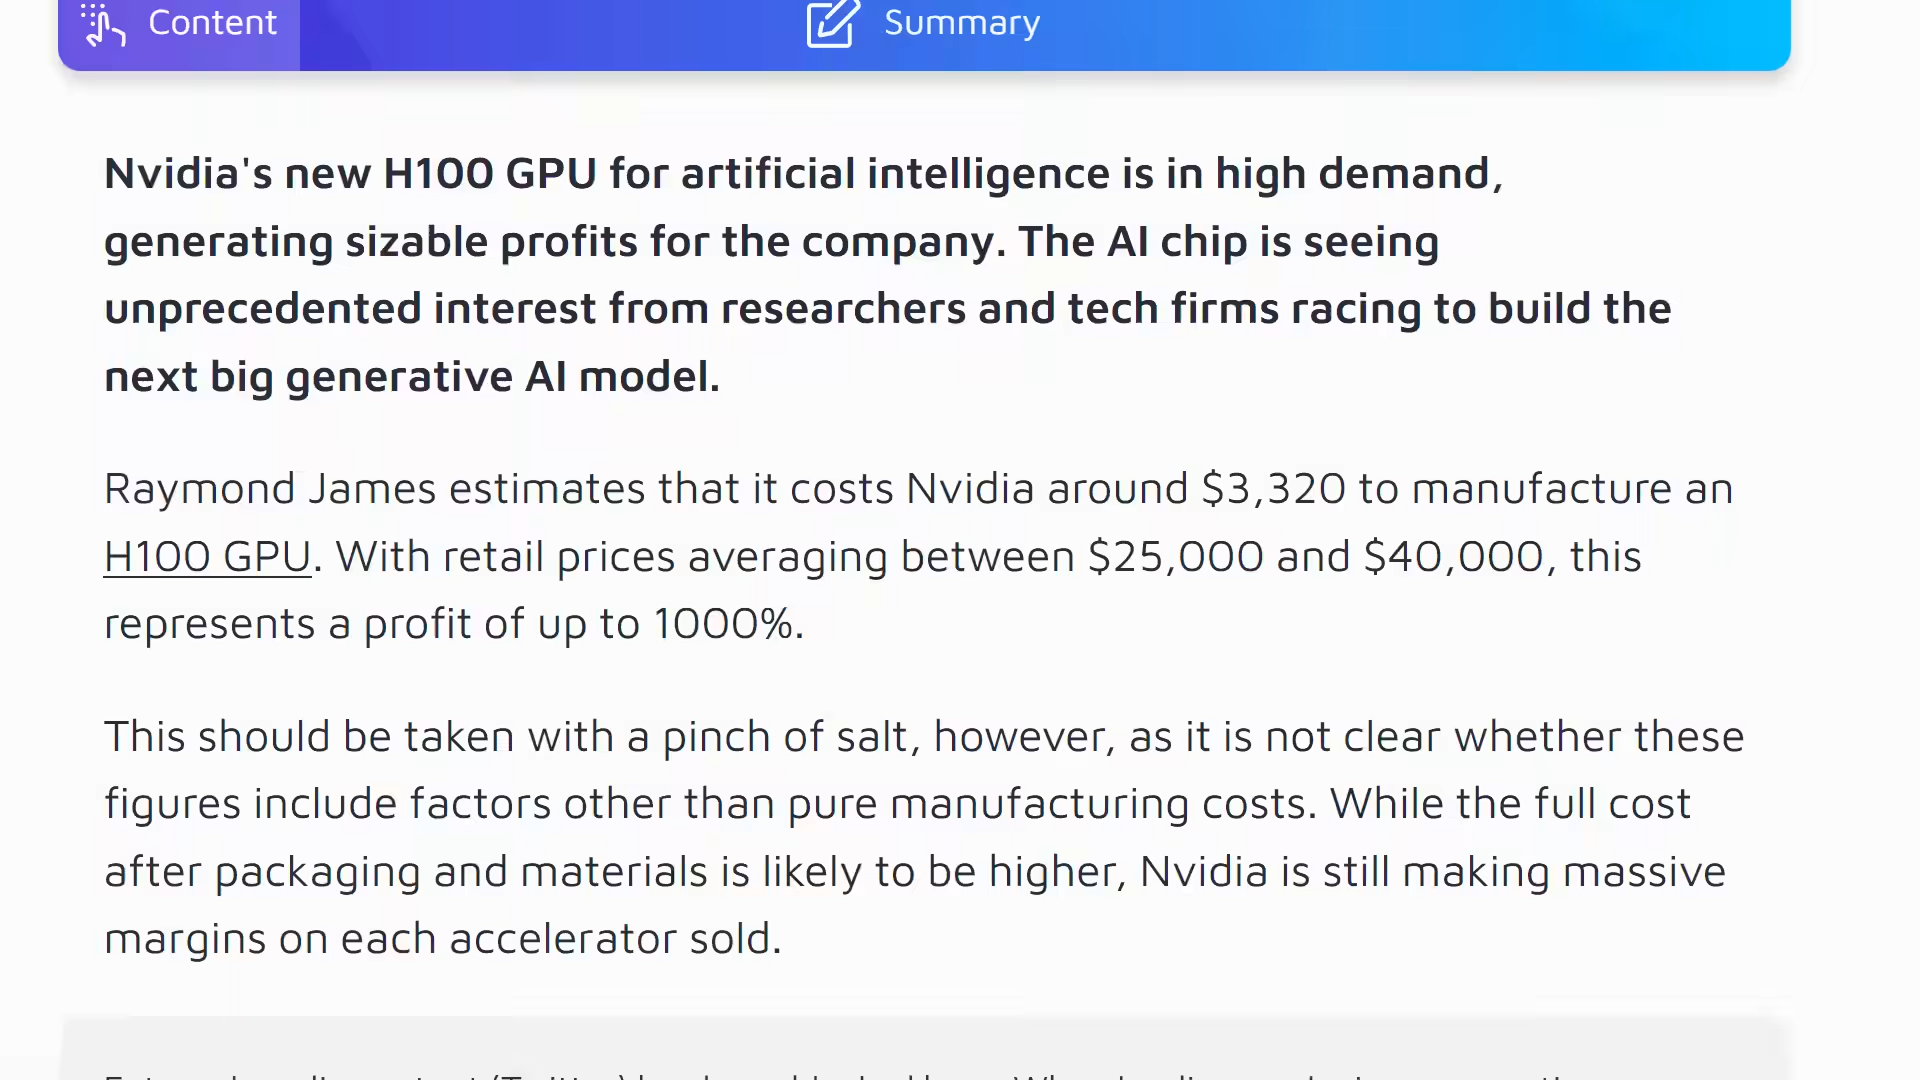 Content
Summary
Nvidia's new H100 GPU for artificial intelligence is in high demand,
generating sizable profits for the company. The AI chip is seeing
unprecedented interest from researchers and tech firms racing to build the
next big generative AI model.
Raymond James estimates that it costs Nvidia around $3,320 to manufacture an
H100 GPU. With retail prices averaging between $25,000 and $40,000, this
represents a profit of up to 1000%.
This should be taken with a pinch of salt, however, as it is not clear whether these
figures include factors other than pure manufacturing costs. While the full cost
after packaging and materials is likely to be higher, Nvidia is still making massive
margins on each accelerator sold.